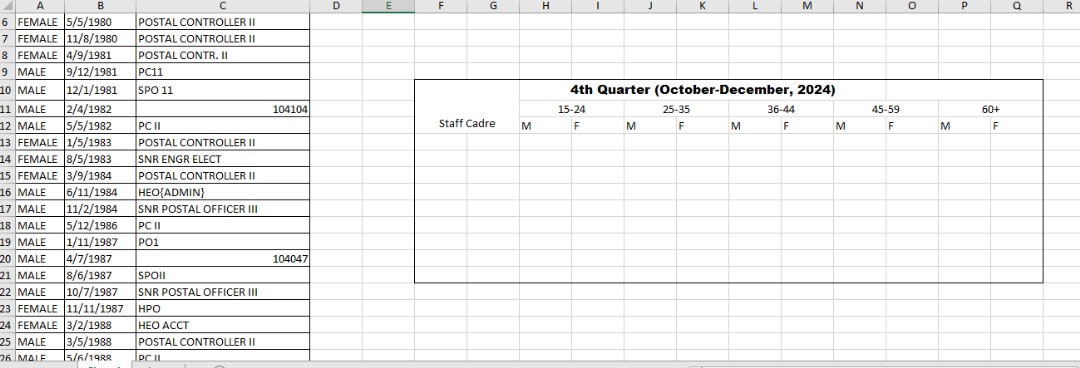 A B C D E F G H I J K L M N O P Q R
6 FEMALE 5/5/1980 POSTAL CONTROLLER II
7 FEMALE 11/8/1980 POSTAL CONTROLLER II
8 FEMALE 4/9/1981 POSTAL CONTR. II
9 MALE 9/12/1981 PC11
10 MALE 12/1/1981 SPO 11 4th Quarter (October-December, 2024)
11 MALE 2/4/1982 104104 15-24 25-35 36-44 45-59 60+
12 MALE 5/5/1982 PC II Staff Cadre M F M F M F M F M F
13 FEMALE 1/5/1983 POSTAL CONTROLLER II
14 FEMALE 8/5/1983 SNR ENGR ELECT
15 FEMALE 3/9/1984 POSTAL CONTROLLER II
16 MALE 6/11/1984 HEO{ADMIN}
17 MALE 11/2/1984 SNR POSTAL OFFICER III
18 MALE 5/12/1986 PC II
19 MALE 1/11/1987 PO1
20 MALE 4/7/1987 104047
21 MALE 8/6/1987 SPOII
22 MALE 10/7/1987 SNR POSTAL OFFICER III
23 FEMALE 11/11/1987 HPO
24 FEMALE 3/2/1988 HEO ACCT
25 MALE 3/5/1988 POSTAL CONTROLLER II
26 MALE 5/6/1988 PC II